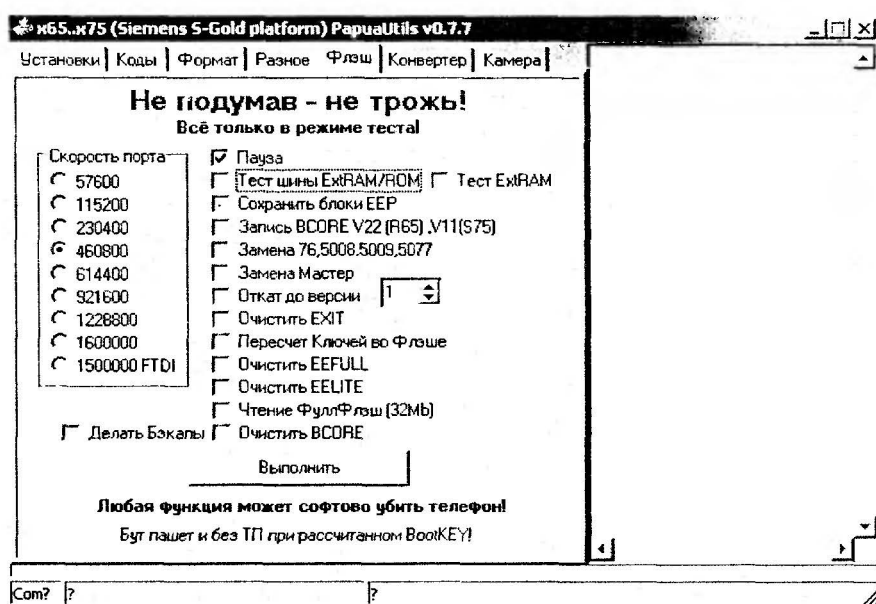 x65..x75 (Siemens S-Gold platform) PapuaUtils v0.7.7
Установки Коды Формат Разное Флэш Конвертер Камера
Не подумав - не трожь!
Всё только в режиме теста!
Скорость порта
57600
115200
230400
460800
614400
921600
1228800
1600000
1500000 FTDI
Пауза
Тест шины ExtRAM/ROM Тест ExtRAM
Сохранить блоки EEP
Запись BCORE V22 (R65) ,V11(S75)
Замена 76,5008.5009,5077
Замена Мастер
Откат до версии 1
Очистить EXIT
Пересчет Ключей во Флэше
Очистить EEFULL
Очистить EELITE
Чтение ФуллФлэш (32Mb)
Делать Бэкапы Очистить BCORE
Выполнить
Любая функция может софтово убить телефон!
Бут пашет и без ТП при рассчитанном BootKEY!
Com? ? ?